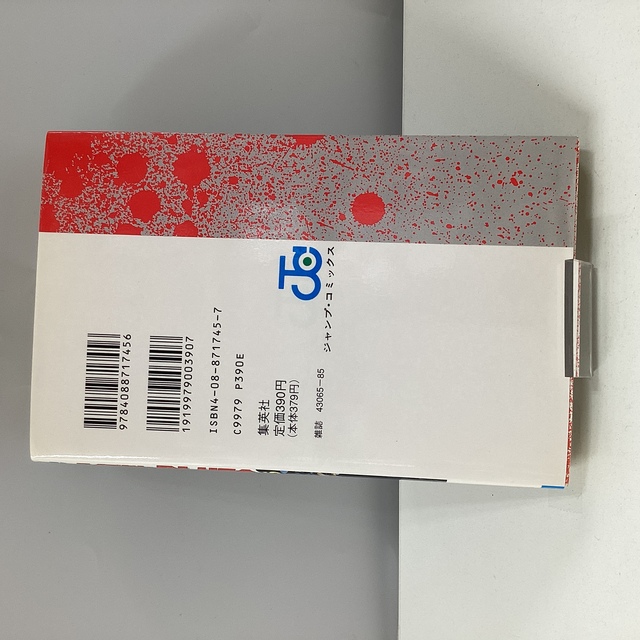 JC
ジャンプ・コミックス
9784088717456
1919979003907
ISBN4-08-871745-7
C9979 P390E
集英社
定価390円
(本体379円)
雑誌 43065-85